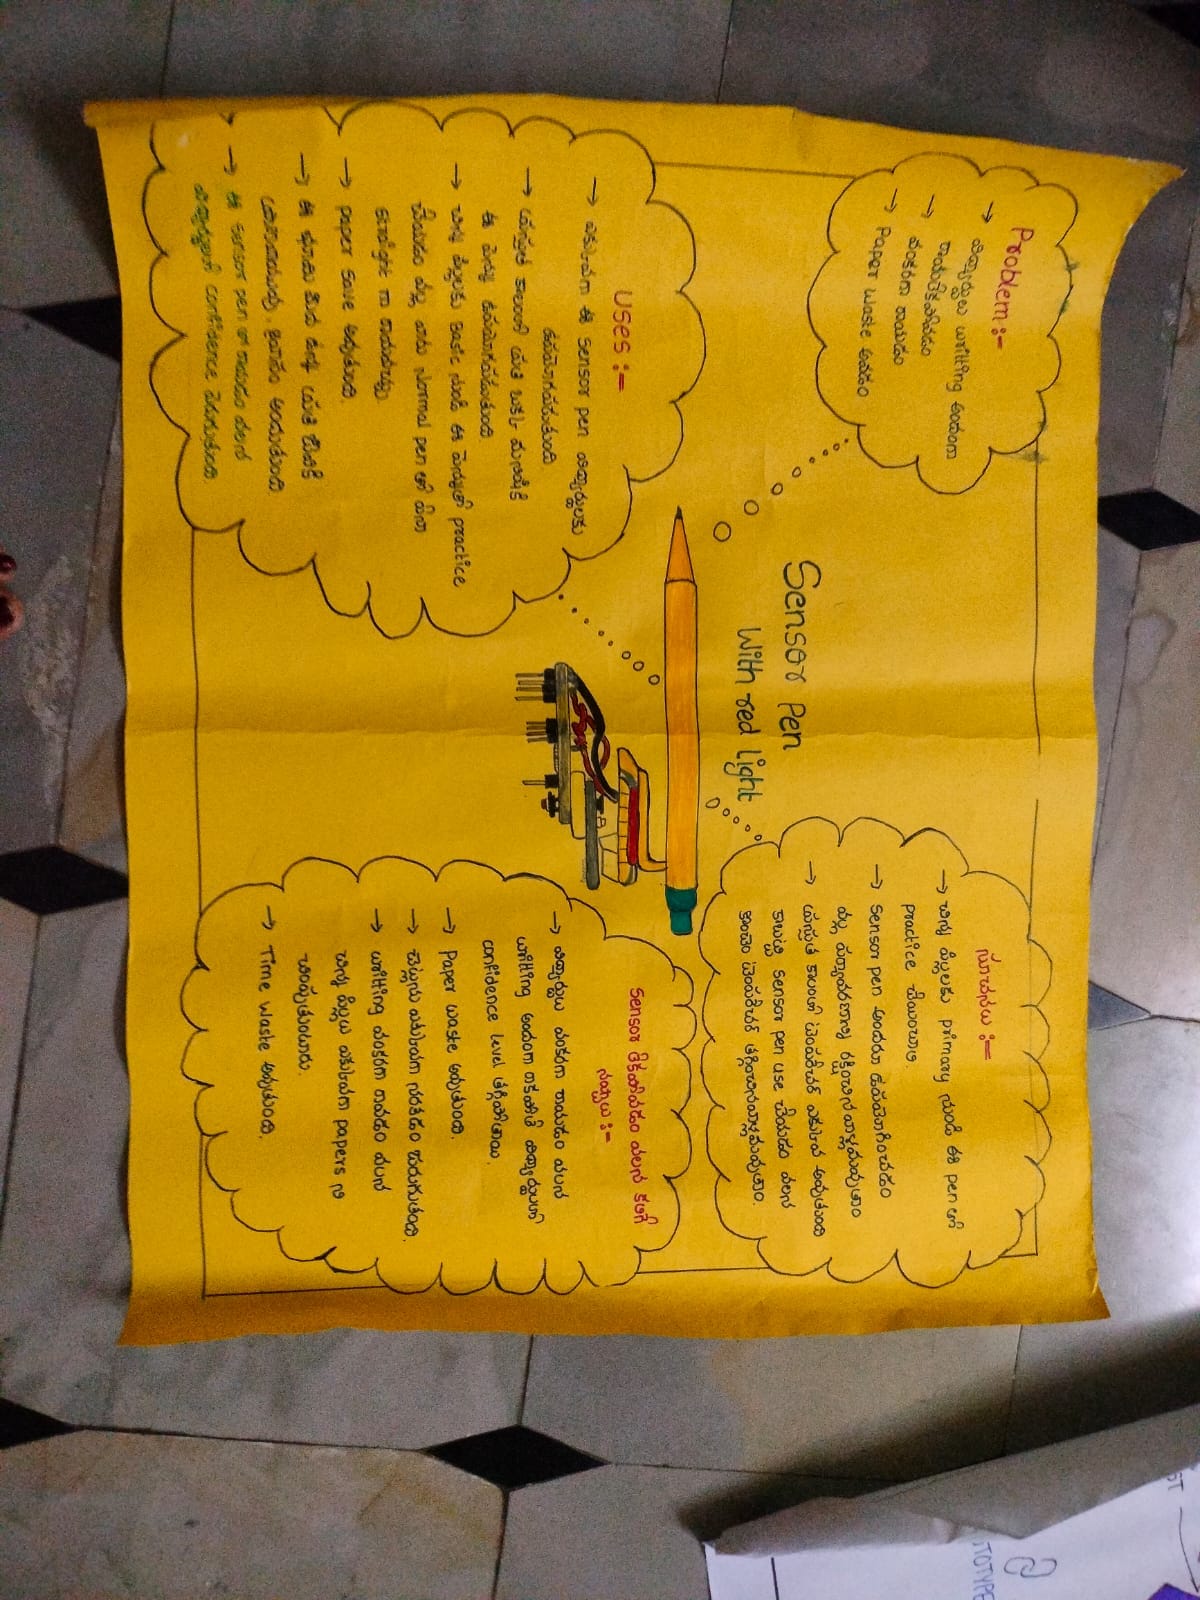 Problem :-
→ విద్యార్థులు writting అందంగా
రాయలేకపోవడం
→ వంకరగా రాయడం
→ Paper waste అవడం
Sensor pen
With red light
సూచనలు :-
→ చిన్న పిల్లలకు primary నుండి ఈ pen తో
practice చేయించాలి.
→ Sensor pen అందరూ ఉపయోగించడం
వల్ల పర్యావరణాన్ని రక్షించిన వాళ్లమవుతాం
→ ప్రస్తుత కాలంలో టెంపరేచర్ ఎక్కువ అవుతుంది
కాబట్టి sensor pen use చేయడం వలన
కొంచెం టెంపరేచర్ తగ్గించినవాళ్లమవుతాం.
Uses :-
→ ఎక్కువగా ఈ Sensor pen విద్యార్థులకు
ఉపయోగపడుతుంది.
→ ప్రస్తుత కాలంలో ప్రతి ఒక్క మనిషికి
ఈ పెన్ను ఉపయోగపడుతుంది.
→ చిన్న పిల్లలకు Basic నుండి ఈ పెన్నుతో practice
చేయడం వల్ల వారు Normal pen తో
straight గా రాయవచ్చు.
→ paper save అవుతుంది.
→ ఈ భూమి మీద ఉన్న ప్రతి జీవికి
అందుతుంది.
→ ఈ Sensor pen తో రాయడం వలన
విద్యార్థులలో confidence పెరుగుతుంది.
Sensor లేకపోవడం వలన కలిగే
నష్టాలు :-
→ విద్యార్థులు వంకరగా రాయడం వలన
writting అందంగా రాకపోతే విద్యార్థులలో
confidence level తగ్గిపోతాయి.
→ Paper waste అవుతుంది.
→ చెట్లను ఎక్కువగా నరకడం జరుగుతుంది.
→ writting వంకరగా రావడం వలన
చిన్న పిల్లలు ఎక్కువగా papers ని
చింపుతుంటారు.
→ Time waste అవుతుంది.